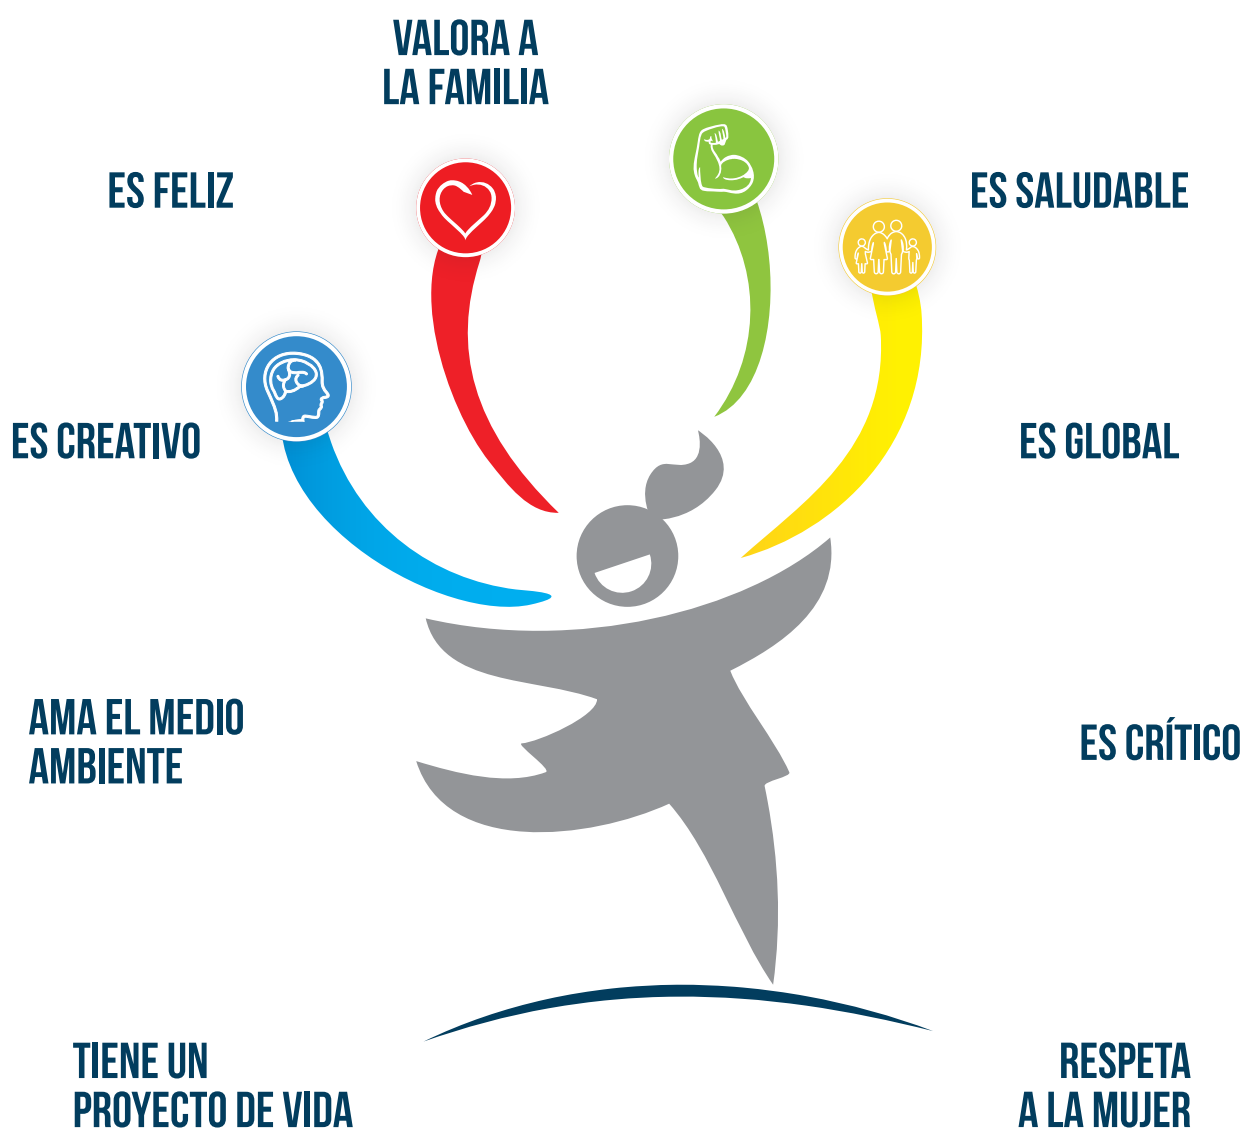 VALORA A
LA FAMILIA
ES FELIZ
ES SALUDABLE
ES CREATIVO
ES GLOBAL
AMA EL MEDIO
AMBIENTE
ES CRÍTICO
TIENE UN
PROYECTO DE VIDA
RESPETA
A LA MUJER